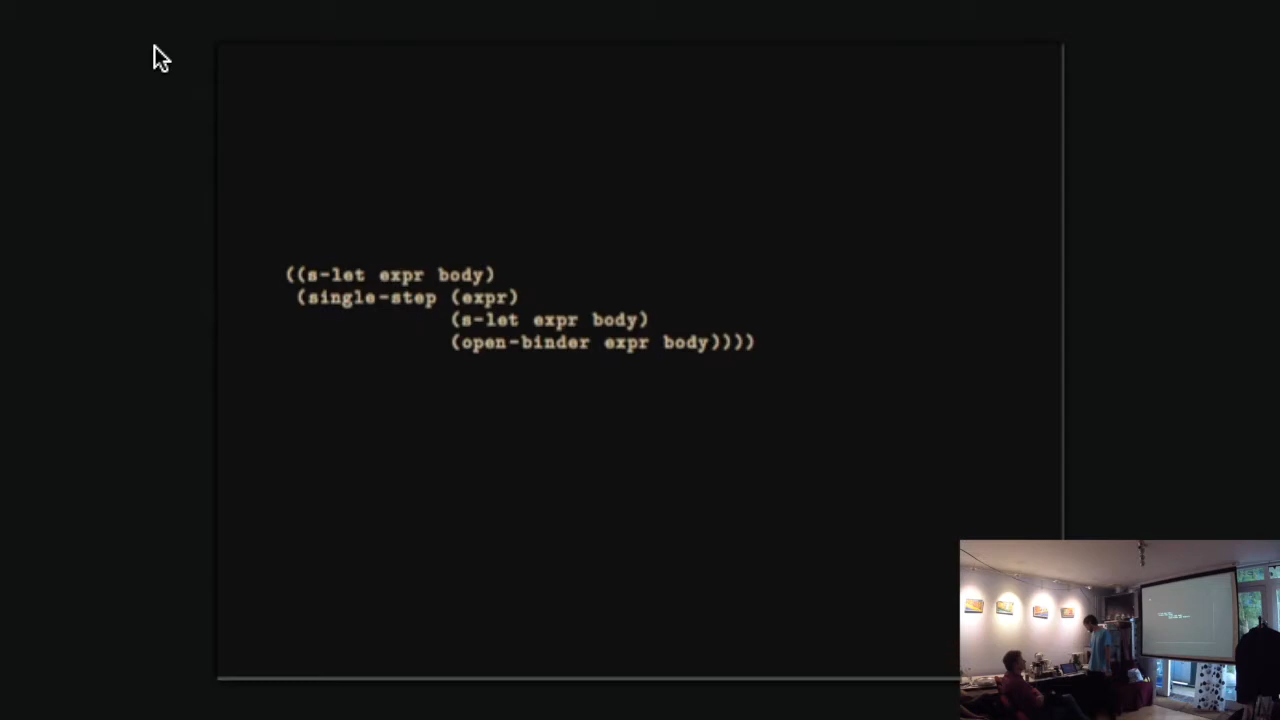 ((s-let expr body)
(single-step (expr)
(s-let expr body)
(open-binder expr body))))